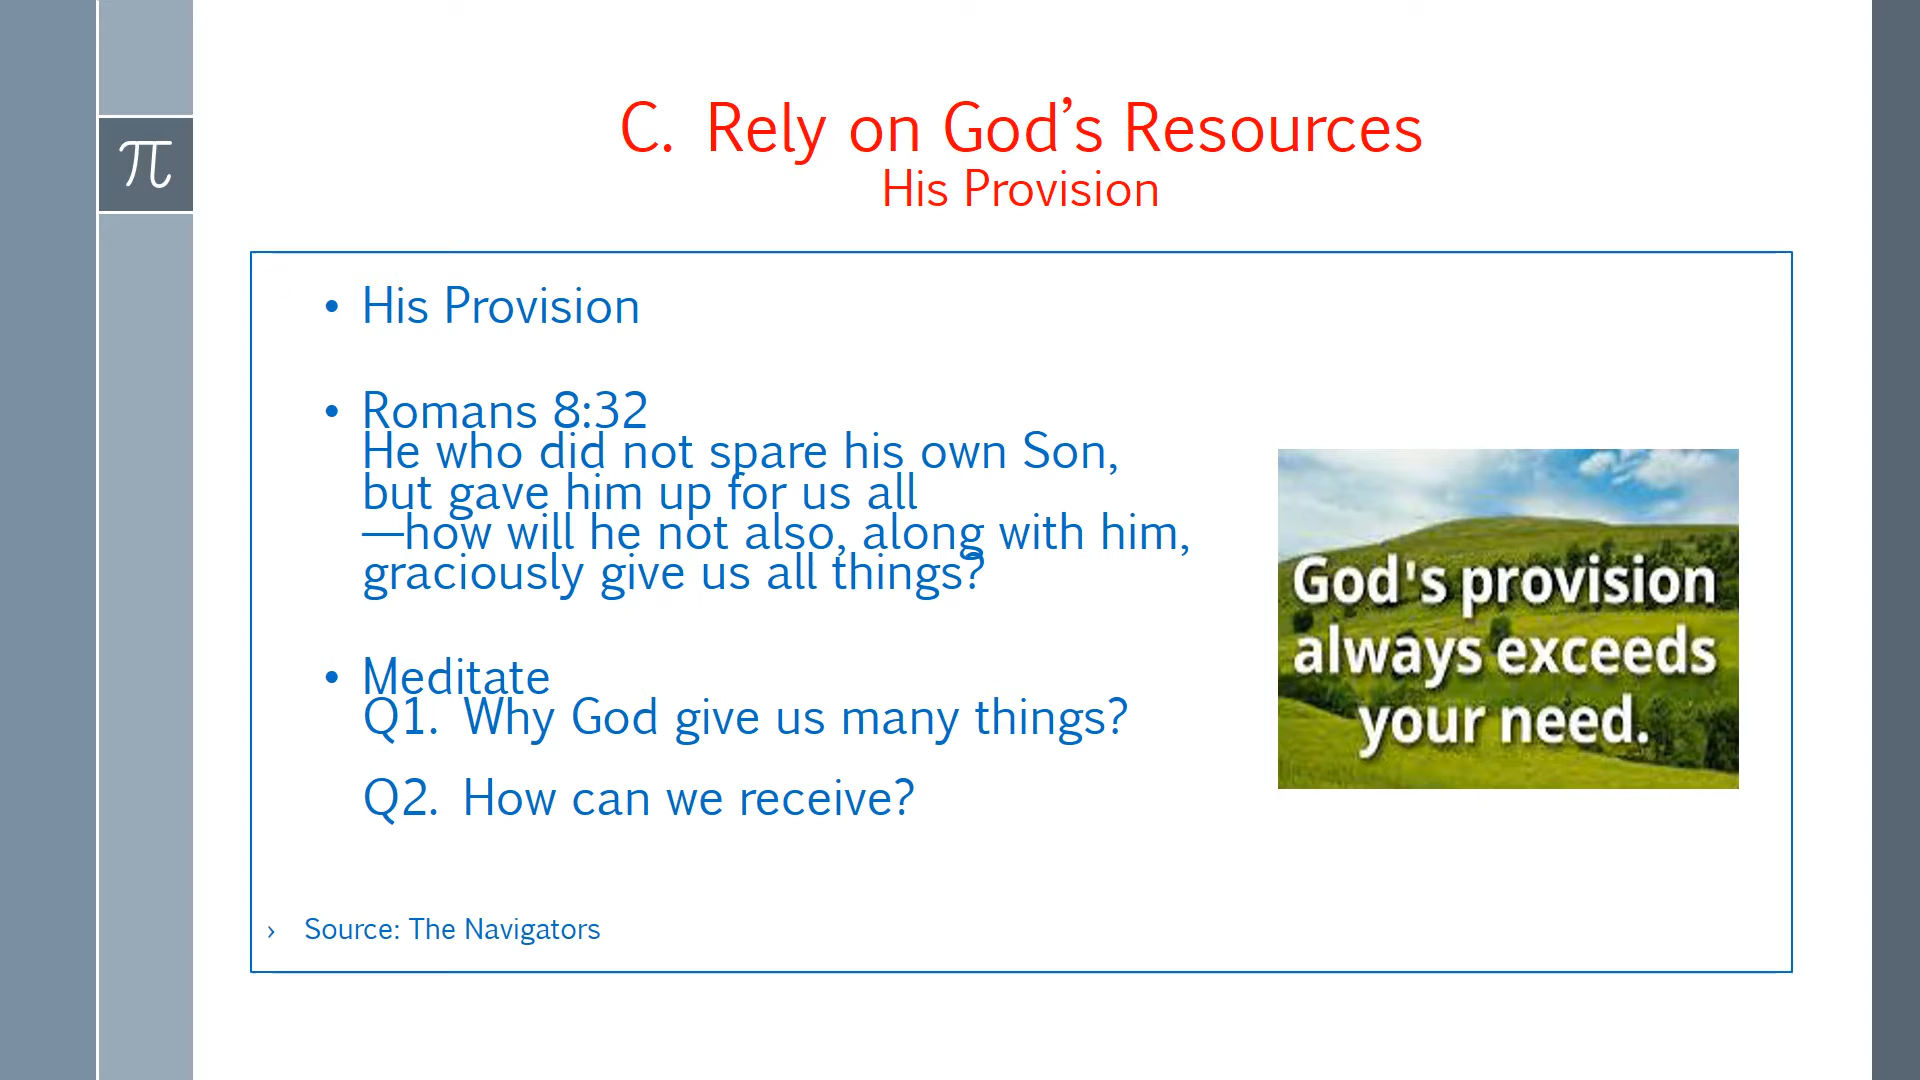 π
C. Rely on God’s Resources
His Provision
• His Provision
• Romans 8:32
He who did not spare his own Son,
but gave him up for us all
—how will he not also, along with him,
graciously give us all things?
• Meditate
Q1. Why God give us many things?
Q2. How can we receive?
God's provision
always exceeds
your need.
› Source: The Navigators